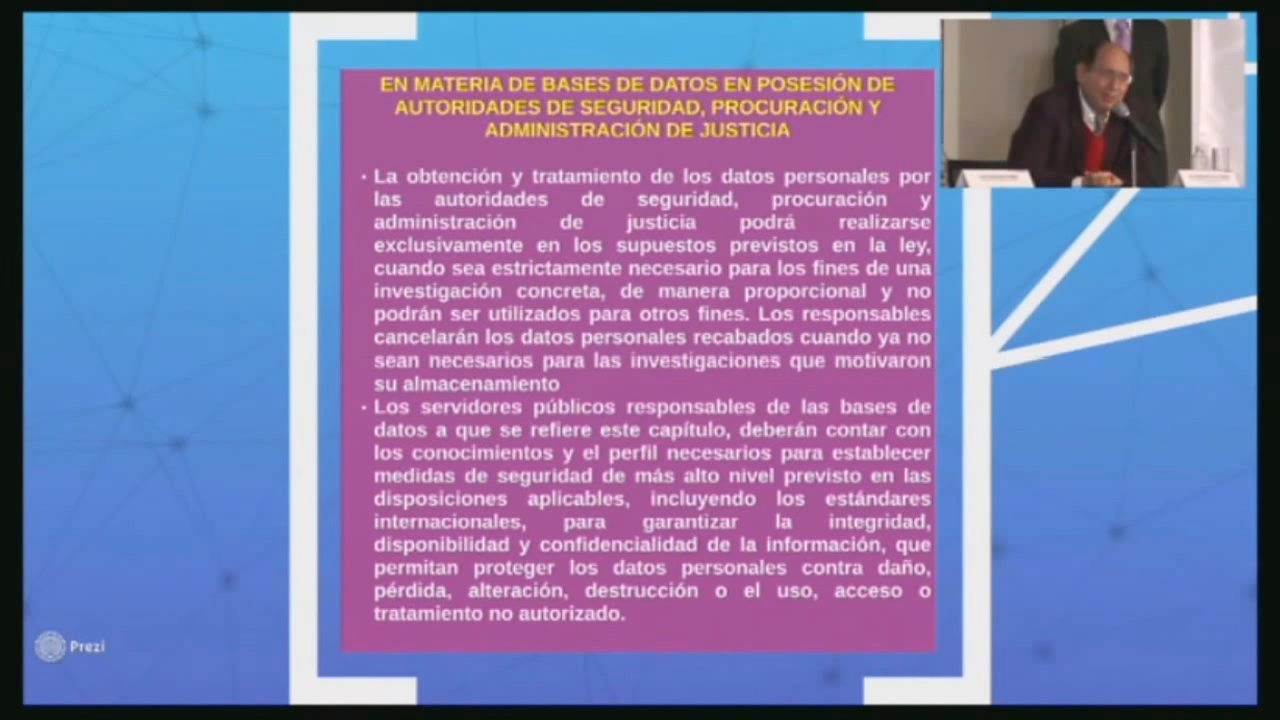 EN MATERIA DE BASES DE DATOS EN POSESIÓN DE
AUTORIDADES DE SEGURIDAD, PROCURACIÓN Y
ADMINISTRACIÓN DE JUSTICIA
· La obtención y tratamiento de los datos personales por
las autoridades de seguridad, procuración y
administración de justicia podrá realizarse
exclusivamente en los supuestos previstos en la ley,
cuando sea estrictamente necesario para los fines de una
investigación concreta, de manera proporcional y no
podrán ser utilizados para otros fines. Los responsables
cancelarán los datos personales recabados cuando ya no
sean necesarios para las investigaciones que motivaron
su almacenamiento
· Los servidores públicos responsables de las bases de
datos a que se refiere este capítulo, deberán contar con
los conocimientos y el perfil necesarios para establecer
medidas de seguridad de más alto nivel previsto en las
disposiciones aplicables, incluyendo los estándares
internacionales, para garantizar la integridad,
disponibilidad y confidencialidad de la información, que
permitan proteger los datos personales contra daño,
pérdida, alteración, destrucción o el uso, acceso o
tratamiento no autorizado.
Prezi